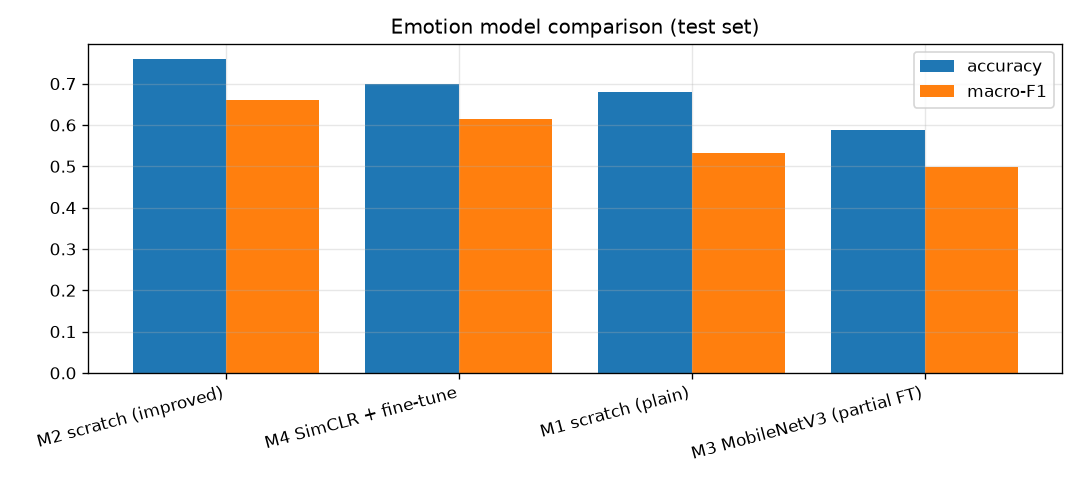 Emotion model comparison (test set)
accuracy
macro-F1
0.7
0.6
0.5
0.4
0.3
0.2
0.1
0.0
M2 scratch (improved)
M4 SimCLR + fine-tune
M1 scratch (plain)
M3 MobileNetV3 (partial FT)